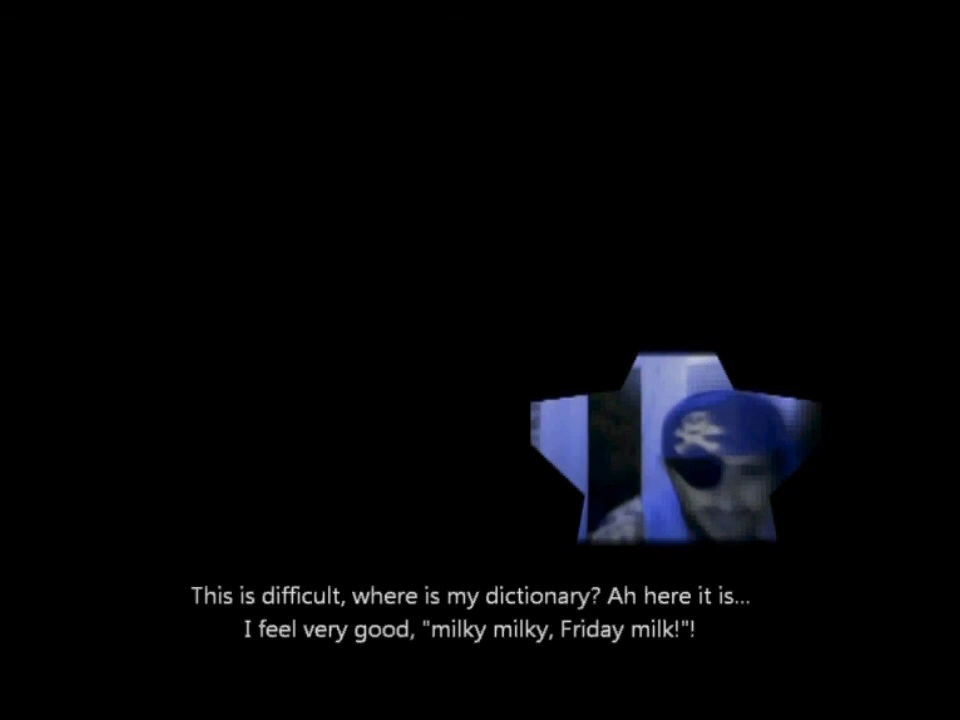 This is difficult, where is my dictionary? Ah here it is...
I feel very good, "milky milky, Friday milk!"!